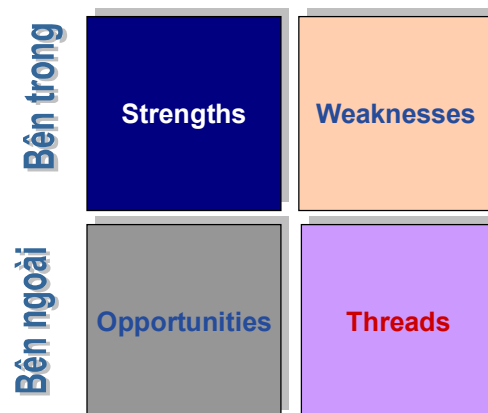 Bên trong
Strengths
Weaknesses
Bên ngoài
Opportunities
Threads